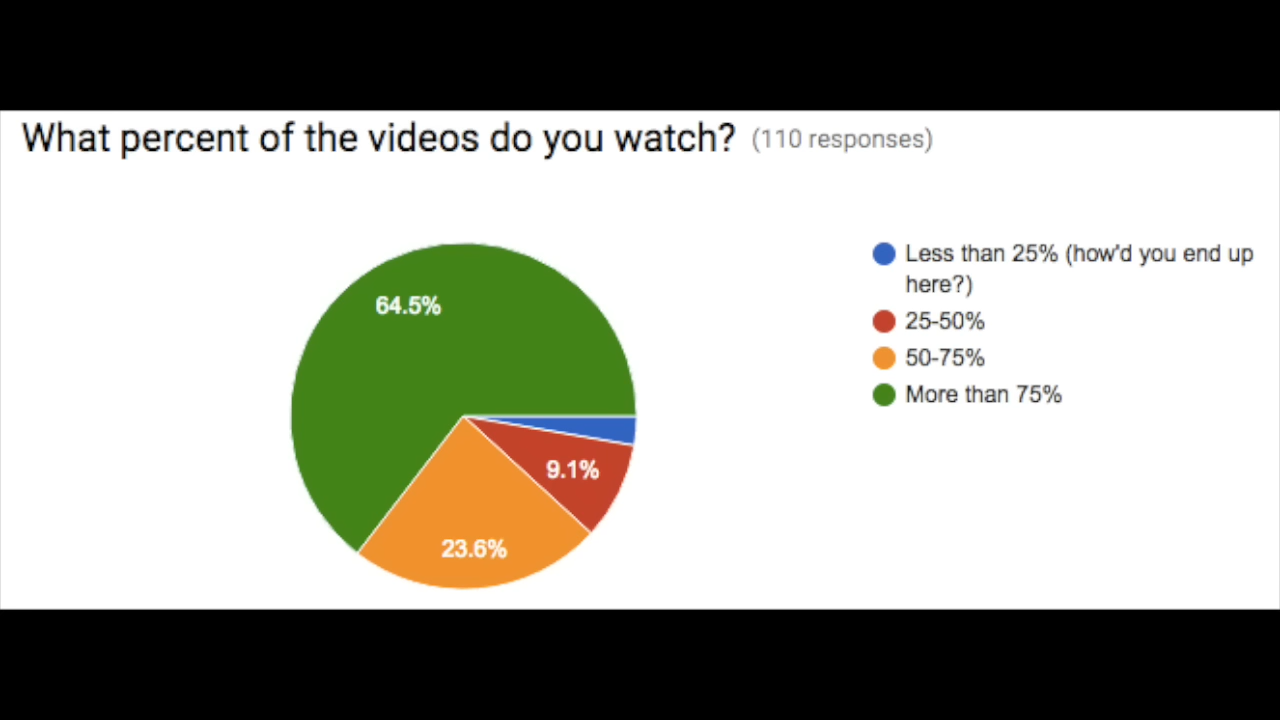 What percent of the videos do you watch? (110 responses)
Less than 25% (how'd you end up
here?)
25-50%
50-75%
More than 75%
64.5%
9.1%
23.6%